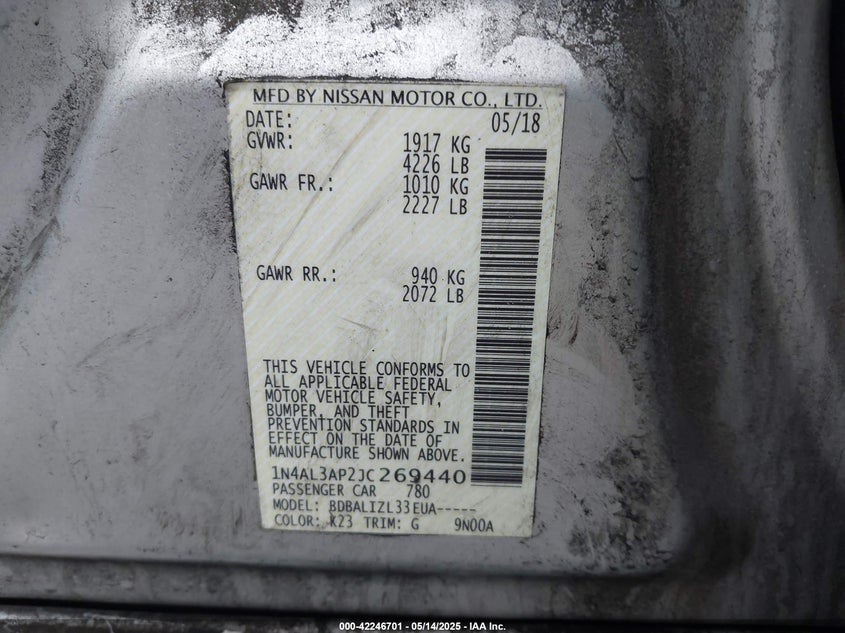 MFD BY NISSAN MOTOR CO., LTD.
DATE: 05/18
GVWR: 1917 KG
4226 LB
GAWR FR.: 1010 KG
2227 LB
GAWR RR.: 940 KG
2072 LB
THIS VEHICLE CONFORMS TO
ALL APPLICABLE FEDERAL
MOTOR VEHICLE SAFETY,
BUMPER, AND THEFT
PREVENTION STANDARDS IN
EFFECT ON THE DATE OF
MANUFACTURE SHOWN ABOVE.
1N4AL3AP2JC269440
PASSENGER CAR 780
MODEL: BDBALIZL33EUA-----
COLOR: K23 TRIM: G 9N00A
000-42246701 - 05/14/2025 - IAA Inc.